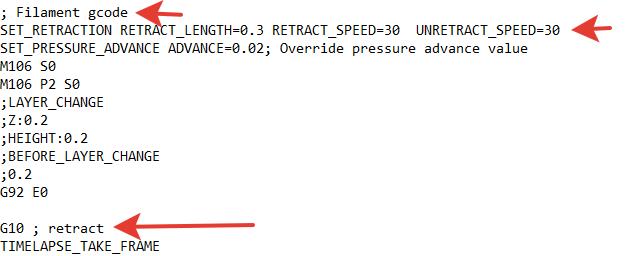 ; Filament gcode
SET_RETRACTION RETRACT_LENGTH=0.3 RETRACT_SPEED=30  UNRETRACT_SPEED=30
SET_PRESSURE_ADVANCE ADVANCE=0.02; Override pressure advance value
M106 S0
M106 P2 S0
;LAYER_CHANGE
;Z:0.2
;HEIGHT:0.2
;BEFORE_LAYER_CHANGE
;0.2
G92 E0
G10 ; retract
TIMELAPSE_TAKE_FRAME